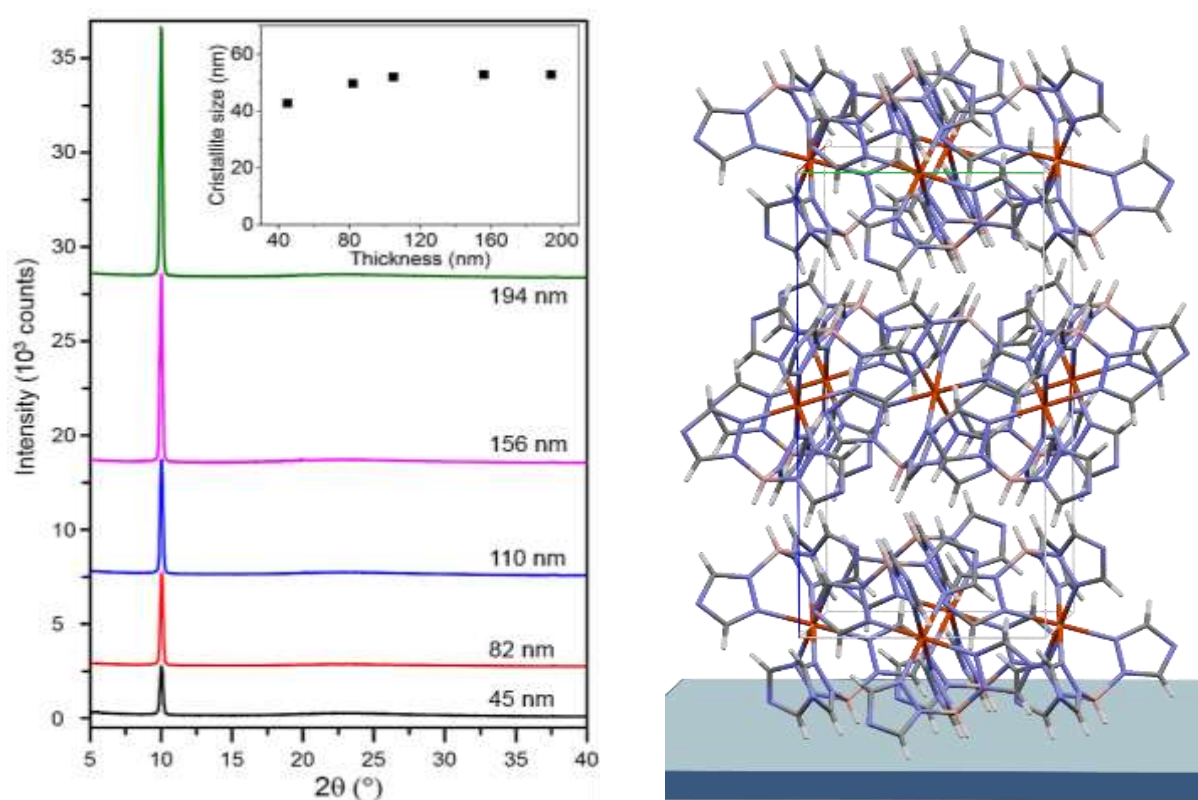 Intensity (10³ counts)
35
30
25
20
15
10
5
0
5 10 15 20 25 30 35 40
2θ (°)
194 nm
156 nm
110 nm
82 nm
45 nm
Cristallite size (nm)
60
40
20
0
40 80 120 160 200
Thickness (nm)